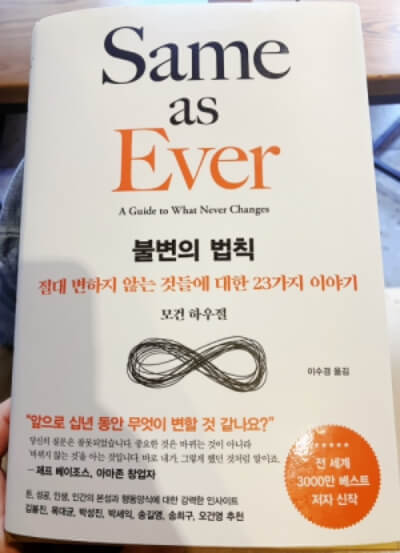 Same
as
Ever
A Guide to What Never Changes
불변의 법칙
절대 변하지 않는 것들에 대한 23가지 이야기
모건 하우절
이수경 옮김
"앞으로 십년 동안 무엇이 변할 것 같나요?"
당신의 질문은 잘못되었습니다. 중요한 것은 바뀌는 것이 아니라
'바뀌지 않는 것'을 아는 것입니다. 바로 내가, 그렇게 했던 것처럼 말이죠.
― 제프 베이조스, 아마존 창업자
돈, 성공, 인생, 인간의 본성과 행동양식에 대한 강력한 인사이트
김봉진, 옥대균, 박성진, 박세익, 송길영, 송희구, 오건영 추천
★★★★★
전 세계
3000만 베스트
저자 신작